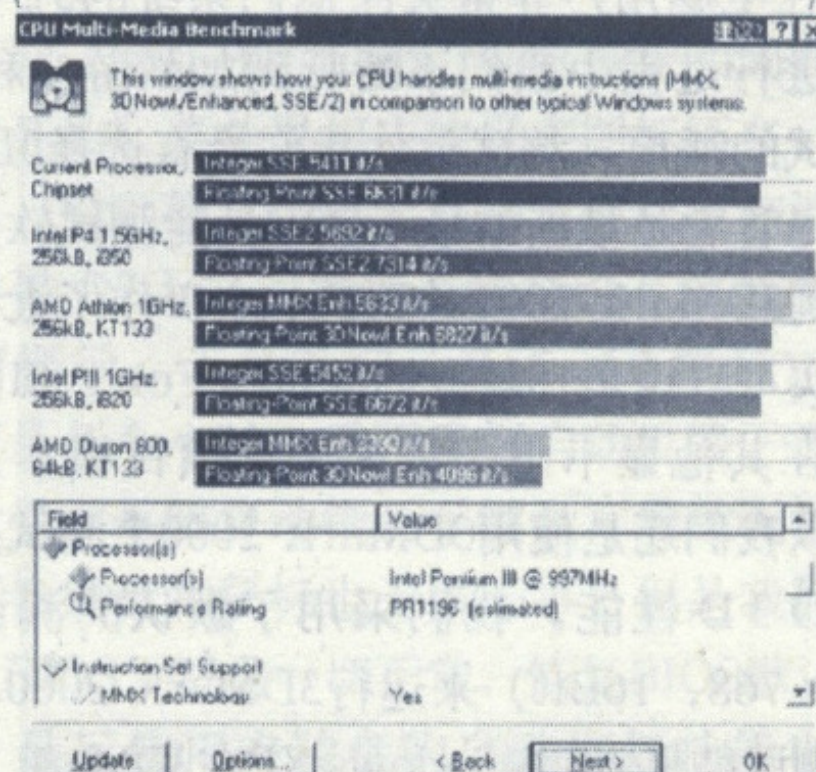 CPU Multi-Media Benchmark
This window shows how your CPU handles multi-media instructions (MMX,
3DNow!/Enhanced, SSE/2) in comparison to other typical Windows systems.
Current Processor,
Chipset
Integer SSE 5411 it/s
Floating-Point SSE 6631 it/s
Intel P4 1.5GHz,
256kB, i850
Integer SSE2 5692 it/s
Floating-Point SSE2 7314 it/s
AMD Athlon 1GHz,
256kB, KT133
Integer MMX Enh 5633 it/s
Floating-Point 3DNow! Enh 6827 it/s
Intel PIII 1GHz,
256kB, i820
Integer SSE 5452 it/s
Floating-Point SSE 6672 it/s
AMD Duron 600,
64kB, KT133
Integer MMX Enh it/s
Floating-Point 3DNow! Enh 4096 it/s
Field Value
Processor(s)
Processor(s) Intel Pentium III @ 997MHz
Performance Rating PR1196 (estimated)
Instruction Set Support
MMX Technology Yes
Update Options... < Back Next > OK